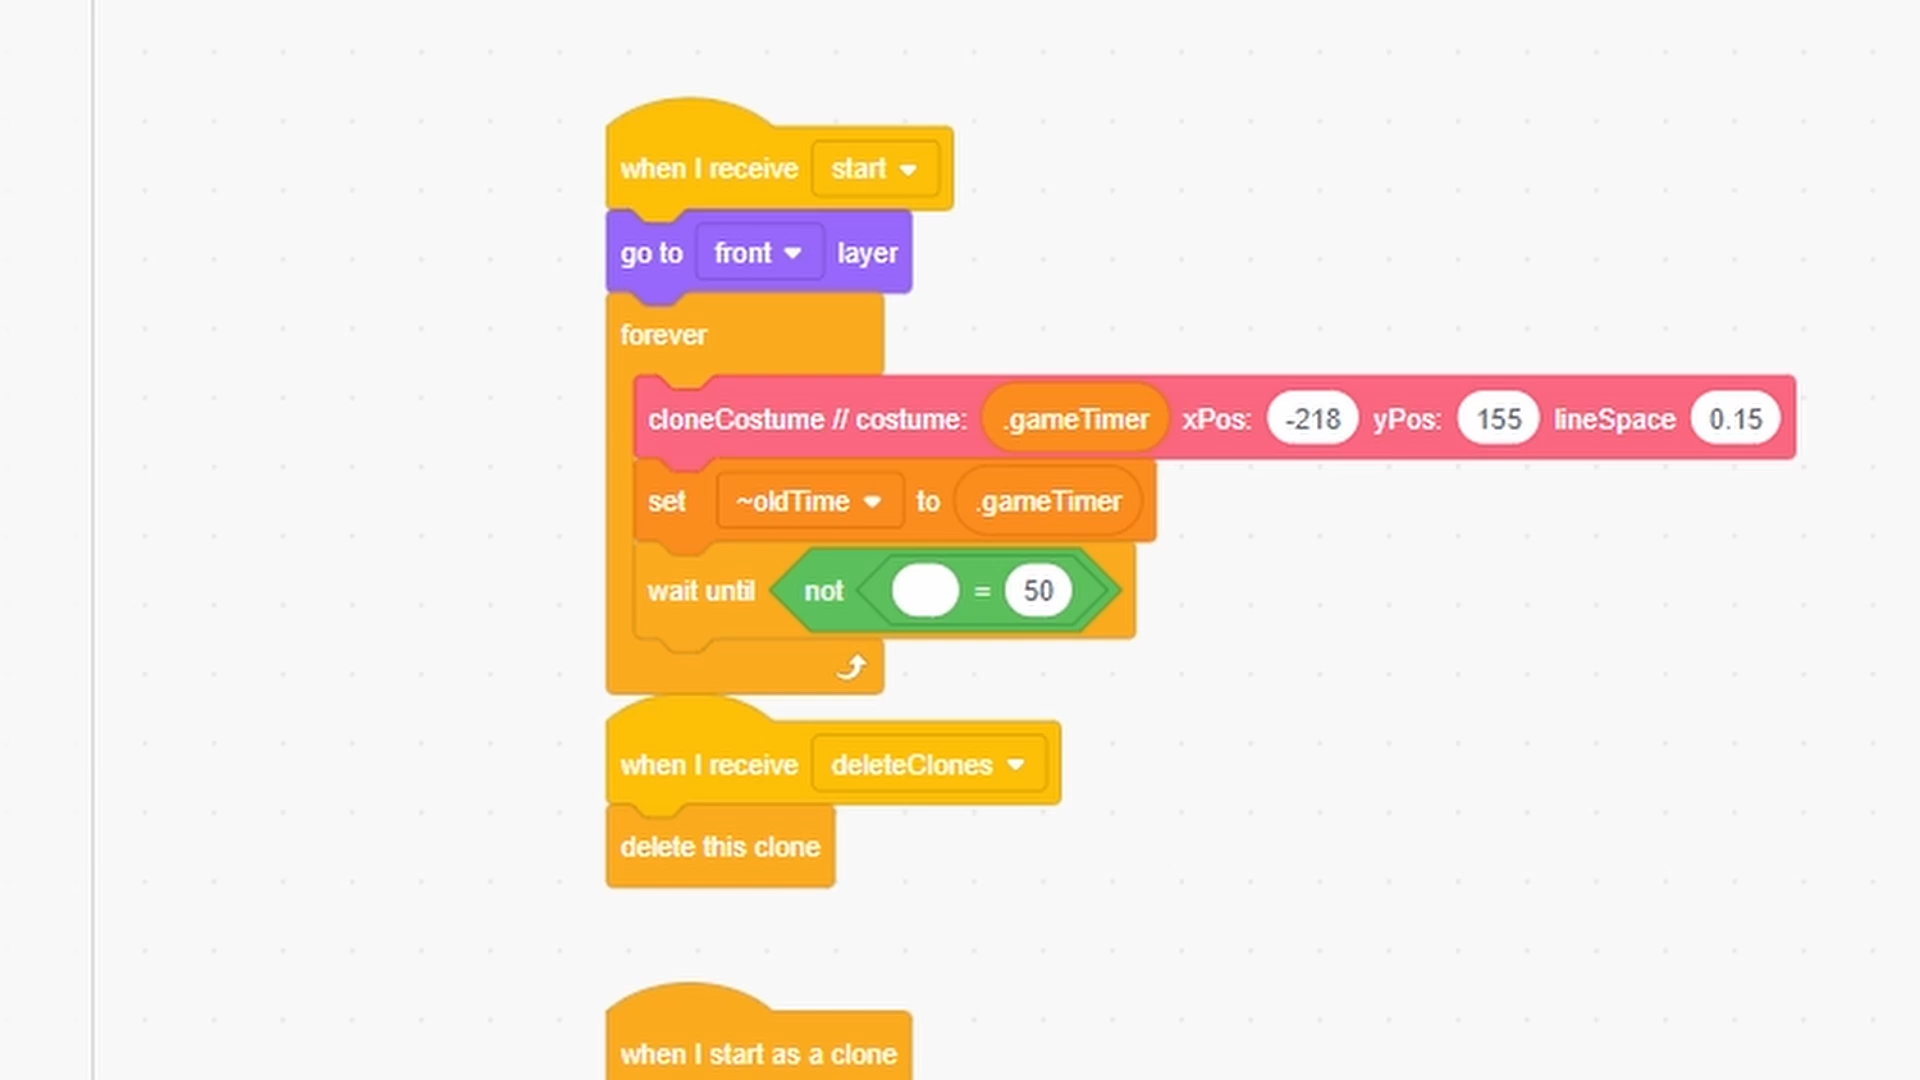 when I receive start
go to front layer
forever
cloneCostume // costume: .gameTimer xPos: -218 yPos: 155 lineSpace 0.15
set ~oldTime to .gameTimer
wait until not = 50
when I receive deleteClones
delete this clone
when I start as a clone